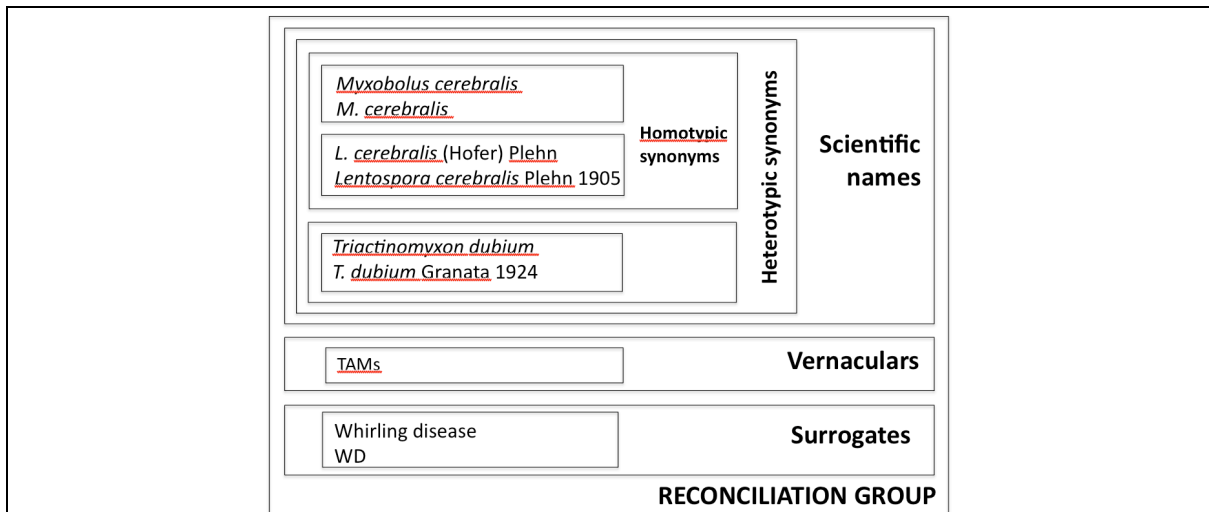 Myxobolus cerebralis
M. cerebralis
Homotypic
synonyms
L. cerebralis (Hofer) Plehn
Lentospora cerebralis Plehn 1905
Triactinomyxon dubium
T. dubium Granata 1924
Heterotypic synonyms
Scientific
names
TAMs
Vernaculars
Whirling disease
WD
Surrogates
RECONCILIATION GROUP